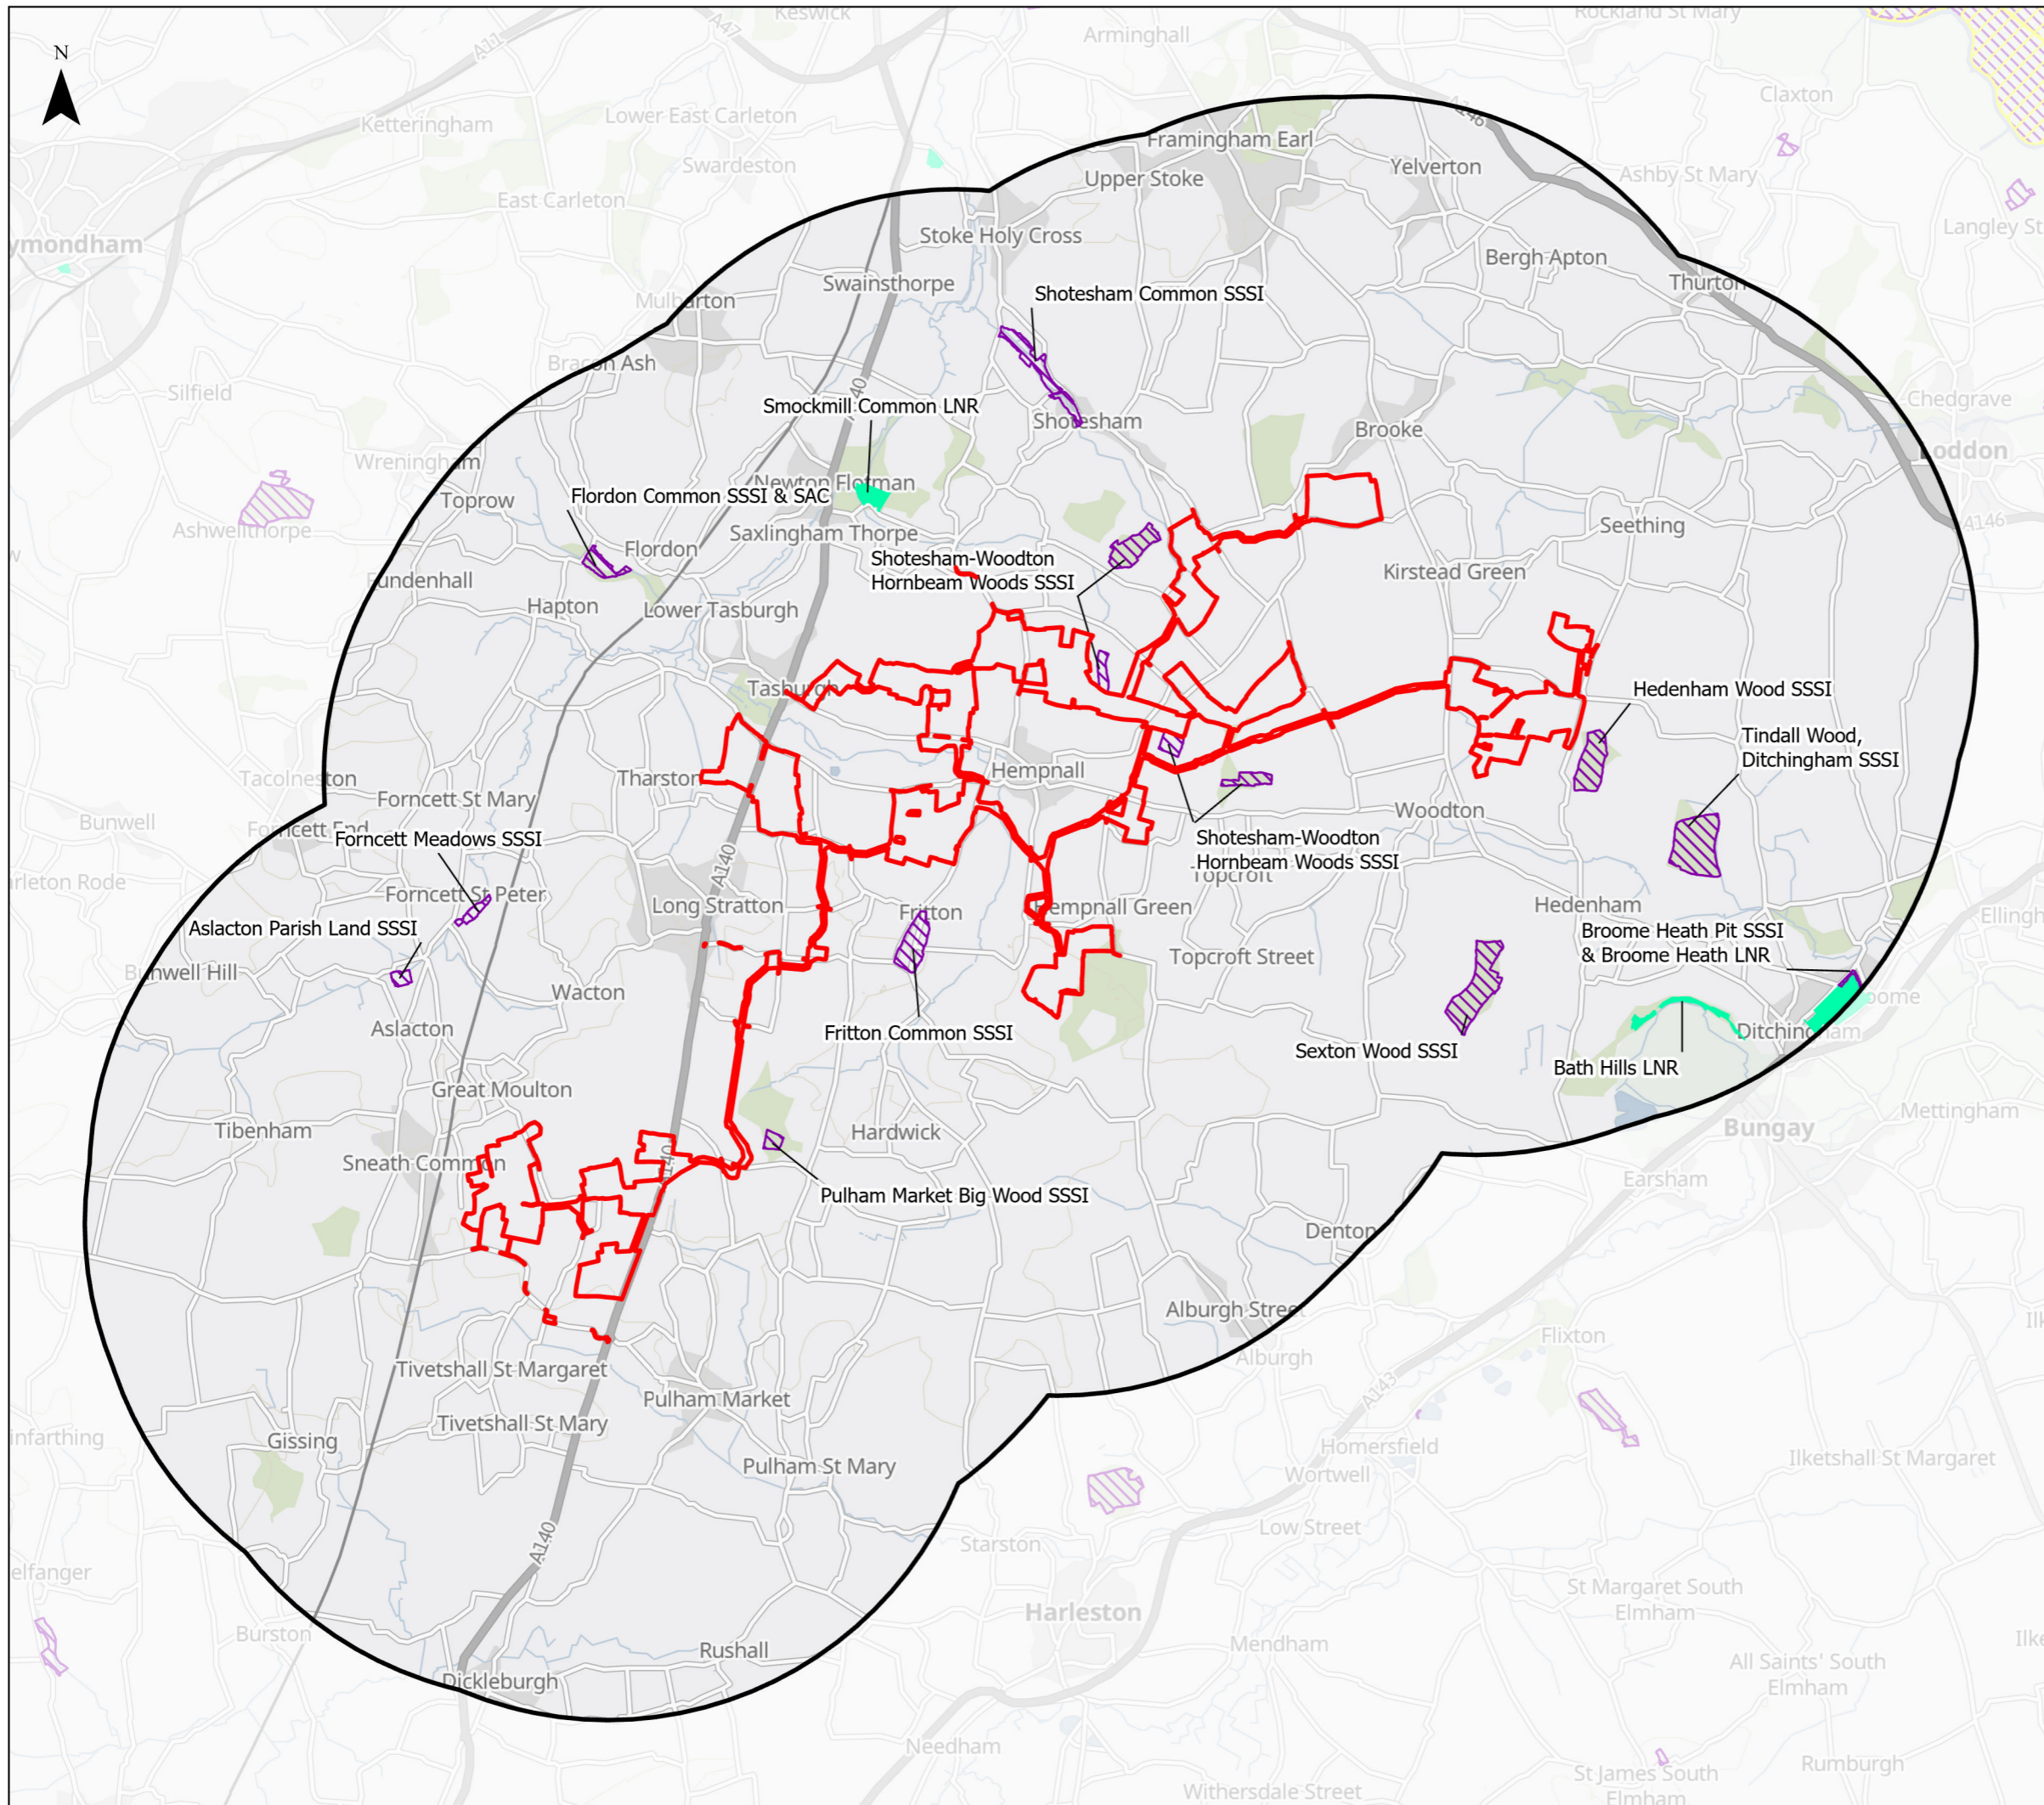 Keswick
Rockland St Mary
A47
A11
Arminghall
N
Claxton
A146
Ketteringham
Lower East Carleton
Framingham Earl
Swardeston
Yelverton
Upper Stoke
Ashby St Mary
East Carleton
Langley St
ymondham
Stoke Holy Cross
Bergh Apton
Swainsthorpe
Thurton
Shotesham Common SSSI
Mulbarton
Bracon Ash
Silfield
40
Chedgrave
Smockmill Common LNR
Shotesham
Brooke
Loddon
Wreningham
Newton Flotman
Toprow
Flordon Common SSSI & SAC
A146
Ashwellthorpe
Saxlingham Thorpe
Seething
Flordon
Shotesham-Woodton
Hornbeam Woods SSSI
Kirstead Green
Fundenhall
Hapton
Lower Tasburgh
Tasburgh
Hedenham Wood SSSI
Tindall Wood,
Ditchingham SSSI
Hempnall
Tacolneston
Tharston
Forncett St Mary
Woodton
Bunwell
Forncett End
Forncett Meadows SSSI
Shotesham-Woodton
Hornbeam Woods SSSI
A140
Topcroft
arleton Rode
Forncett St Peter
Long Stratton
Fritton
Hempnall Green
Hedenham
Ellingh
Aslacton Parish Land SSSI
Broome Heath Pit SSSI
& Broome Heath LNR
Topcroft Street
Bunwell Hill
Wacton
oome
Aslacton
Fritton Common SSSI
Ditchingham
Sexton Wood SSSI
Bath Hills LNR
Great Moulton
Mettingham
Tibenham
Hardwick
Bungay
Sneath Common
A140
Earsham
Pulham Market Big Wood SSSI
Denton
Alburgh Street
Flixton
Alburgh
Tivetshall St Margaret
Pulham Market
A143
Tivetshall St Mary
infarthing
Gissing
Homersfield
Ilketshall St Margaret
Pulham St Mary
Wortwell
A140
Low Street
Starston
elfanger
St Margaret South
Elmham
Harleston
Burston
Mendham
Ilke
Rushall
All Saints' South
Elmham
Dickleburgh
Needham
Rumburgh
St James South
Elmham
Withersdale Street